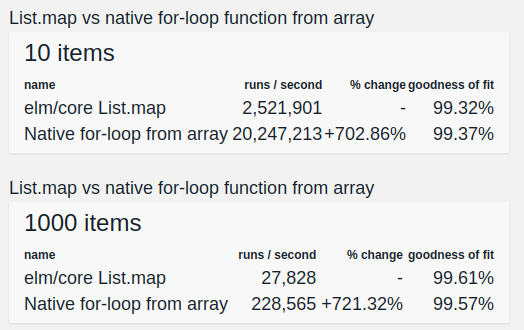 List.map vs native for-loop function from array
10 items
name runs / second % change goodness of fit
elm/core List.map 2,521,901 - 99.32%
Native for-loop from array 20,247,213 +702.86% 99.37%
List.map vs native for-loop function from array
1000 items
name runs / second % change goodness of fit
elm/core List.map 27,828 - 99.61%
Native for-loop from array 228,565 +721.32% 99.57%